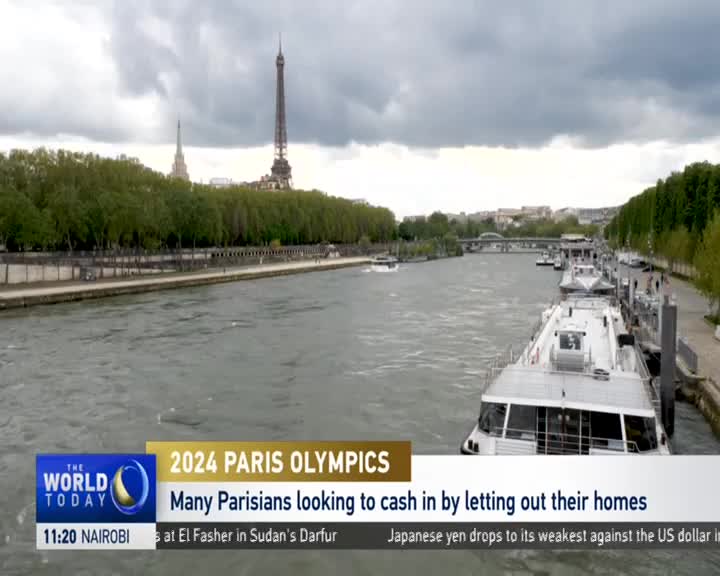 2024 PARIS OLYMPICS
THE
WORLD
TODAY
Many Parisians looking to cash in by letting out their homes
11:20 NAIROBI
s at El Fasher in Sudan's Darfur
Japanese yen drops to its weakest against the US dollar i